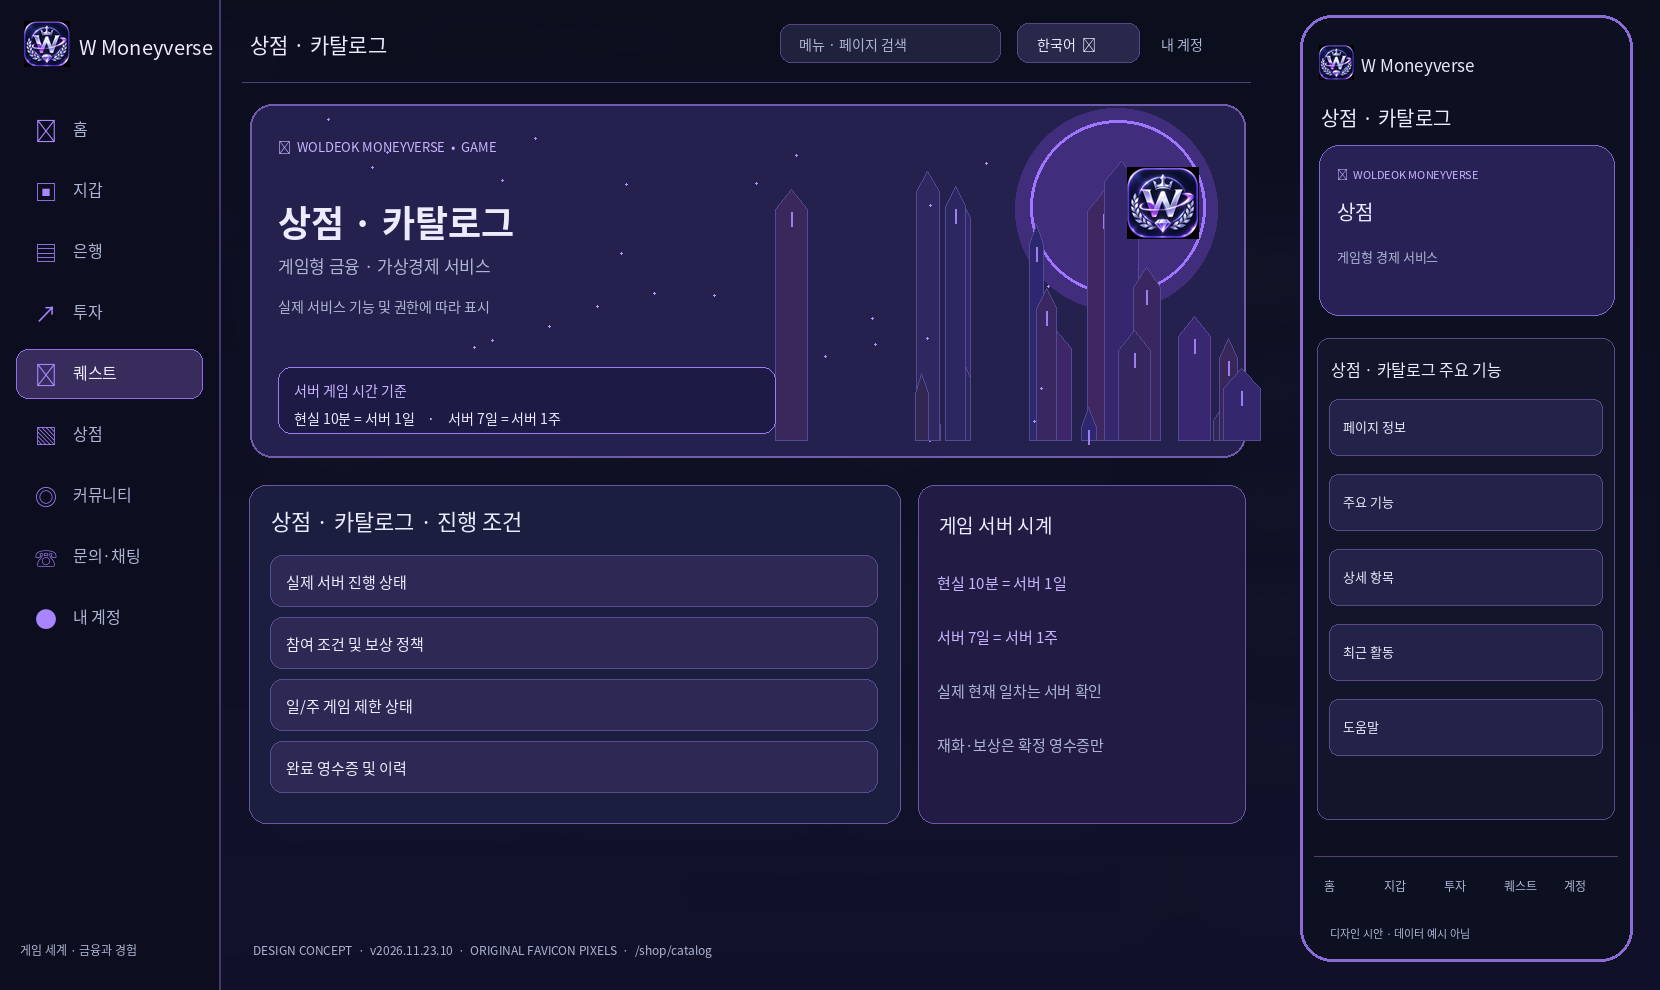 W Moneyverse
홈
지갑
은행
투자
퀘스트
상점
커뮤니티
문의·채팅
내 계정
게임 세계 · 금융과 경험
상점 · 카탈로그
메뉴 · 페이지 검색
한국어
내 계정
WOLDEOK MONEYVERSE • GAME
상점 · 카탈로그
게임형 금융 · 가상경제 서비스
실제 서비스 기능 및 권한에 따라 표시
서버 게임 시간 기준
현실 10분 = 서버 1일 · 서버 7일 = 서버 1주
W
상점 · 카탈로그 · 진행 조건
실제 서버 진행 상태
참여 조건 및 보상 정책
일/주 게임 제한 상태
완료 영수증 및 이력
게임 서버 시계
현실 10분 = 서버 1일
서버 7일 = 서버 1주
실제 현재 일차는 서버 확인
재화·보상은 확정 영수증만
DESIGN CONCEPT · v2026.11.23.10 · ORIGINAL FAVICON PIXELS · /shop/catalog
W Moneyverse
상점 · 카탈로그
WOLDEOK MONEYVERSE
상점
게임형 경제 서비스
상점 · 카탈로그 주요 기능
페이지 정보
주요 기능
상세 항목
최근 활동
도움말
홈 지갑 투자 퀘스트 계정
디자인 시안 · 데이터 예시 아님